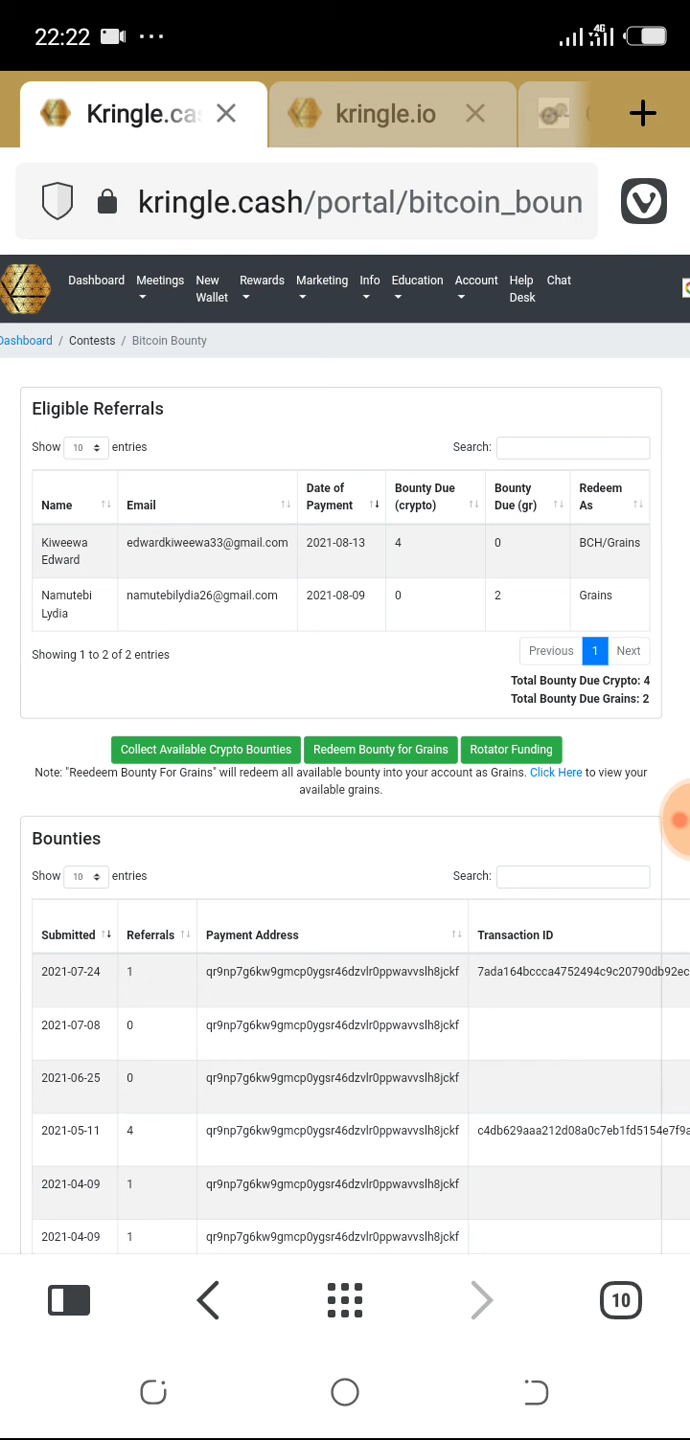 22:22
4G
Kringle.ca
kringle.io
kringle.cash/portal/bitcoin_boun
Dashboard Meetings New Wallet Rewards Marketing Info Education Account Help Desk Chat
Dashboard / Contests / Bitcoin Bounty
Eligible Referrals
Show 10 entries Search:
Name Email Date of Payment Bounty Due (crypto) Bounty Due (gr) Redeem As
Kiweewa Edward edwardkiweewa33@gmail.com 2021-08-13 4 0 BCH/Grains
Namutebi Lydia namutebilydia26@gmail.com 2021-08-09 0 2 Grains
Showing 1 to 2 of 2 entries Previous 1 Next
Total Bounty Due Crypto: 4
Total Bounty Due Grains: 2
Collect Available Crypto Bounties Redeem Bounty for Grains Rotator Funding
Note: "Reedeem Bounty For Grains" will redeem all available bounty into your account as Grains. Click Here to view your
available grains.
Bounties
Show 10 entries Search:
Submitted Referrals Payment Address Transaction ID
2021-07-24 1 qr9np7g6kw9gmcp0ygsr46dzvlr0ppwavvslh8jckf 7ada164bccca4752494c9c20790db92ec
2021-07-08 0 qr9np7g6kw9gmcp0ygsr46dzvlr0ppwavvslh8jckf
2021-06-25 0 qr9np7g6kw9gmcp0ygsr46dzvlr0ppwavvslh8jckf
2021-05-11 4 qr9np7g6kw9gmcp0ygsr46dzvlr0ppwavvslh8jckf c4db629aaa212d08a0c7eb1fd5154e7f9a
2021-04-09 1 qr9np7g6kw9gmcp0ygsr46dzvlr0ppwavvslh8jckf
2021-04-09 1 qr9np7g6kw9gmcp0ygsr46dzvlr0ppwavvslh8jckf
10